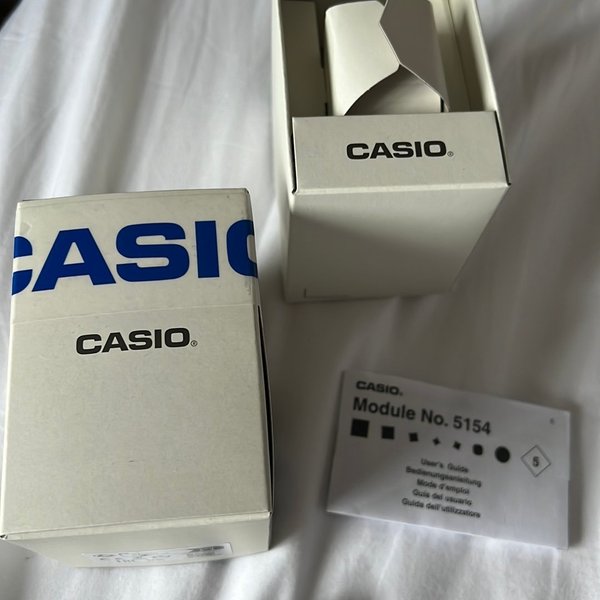 CASIO®
CASIO
CASIO®
CASIO®
Module No. 5154
5
User's Guide
Bedienungsanleitung
Mode d'emploi
Guía del usuario
Guida dell'utilizzatore